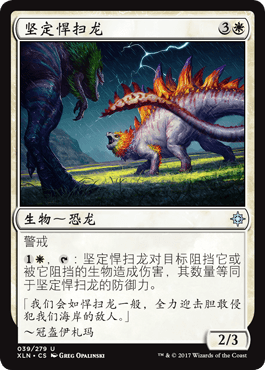 坚定悍扫龙 3
生物～恐龙
警戒
1，：坚定悍扫龙对目标阻挡它或
被它阻挡的生物造成伤害，其数量等同
于坚定悍扫龙的防御力。
「我们会如悍扫龙一般，全力迎击胆敢侵
犯我们海岸的敌人。」
～冠盔伊札玛
2/3
039/279 U
XLN • CS GREG OPALINSKI
™ & © 2017 Wizards of the Coast